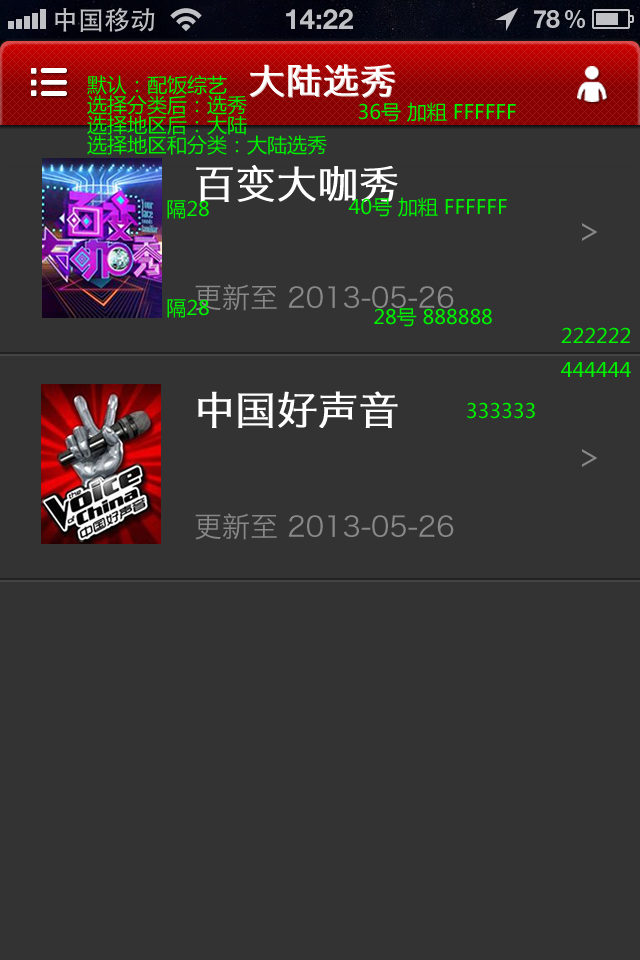 中国移动 14:22 78%
大陆选秀
默认：配饭综艺
选择分类后：选秀
选择地区后：大陆
选择地区和分类：大陆选秀
36号 加粗 FFFFFF
百变大咖秀
百变大咖秀
隔28
40号 加粗 FFFFFF
>
更新至 2013-05-26
隔28
28号 888888
222222
444444
中国好声音
333333
the Voice of China
中国好声音
>
更新至 2013-05-26